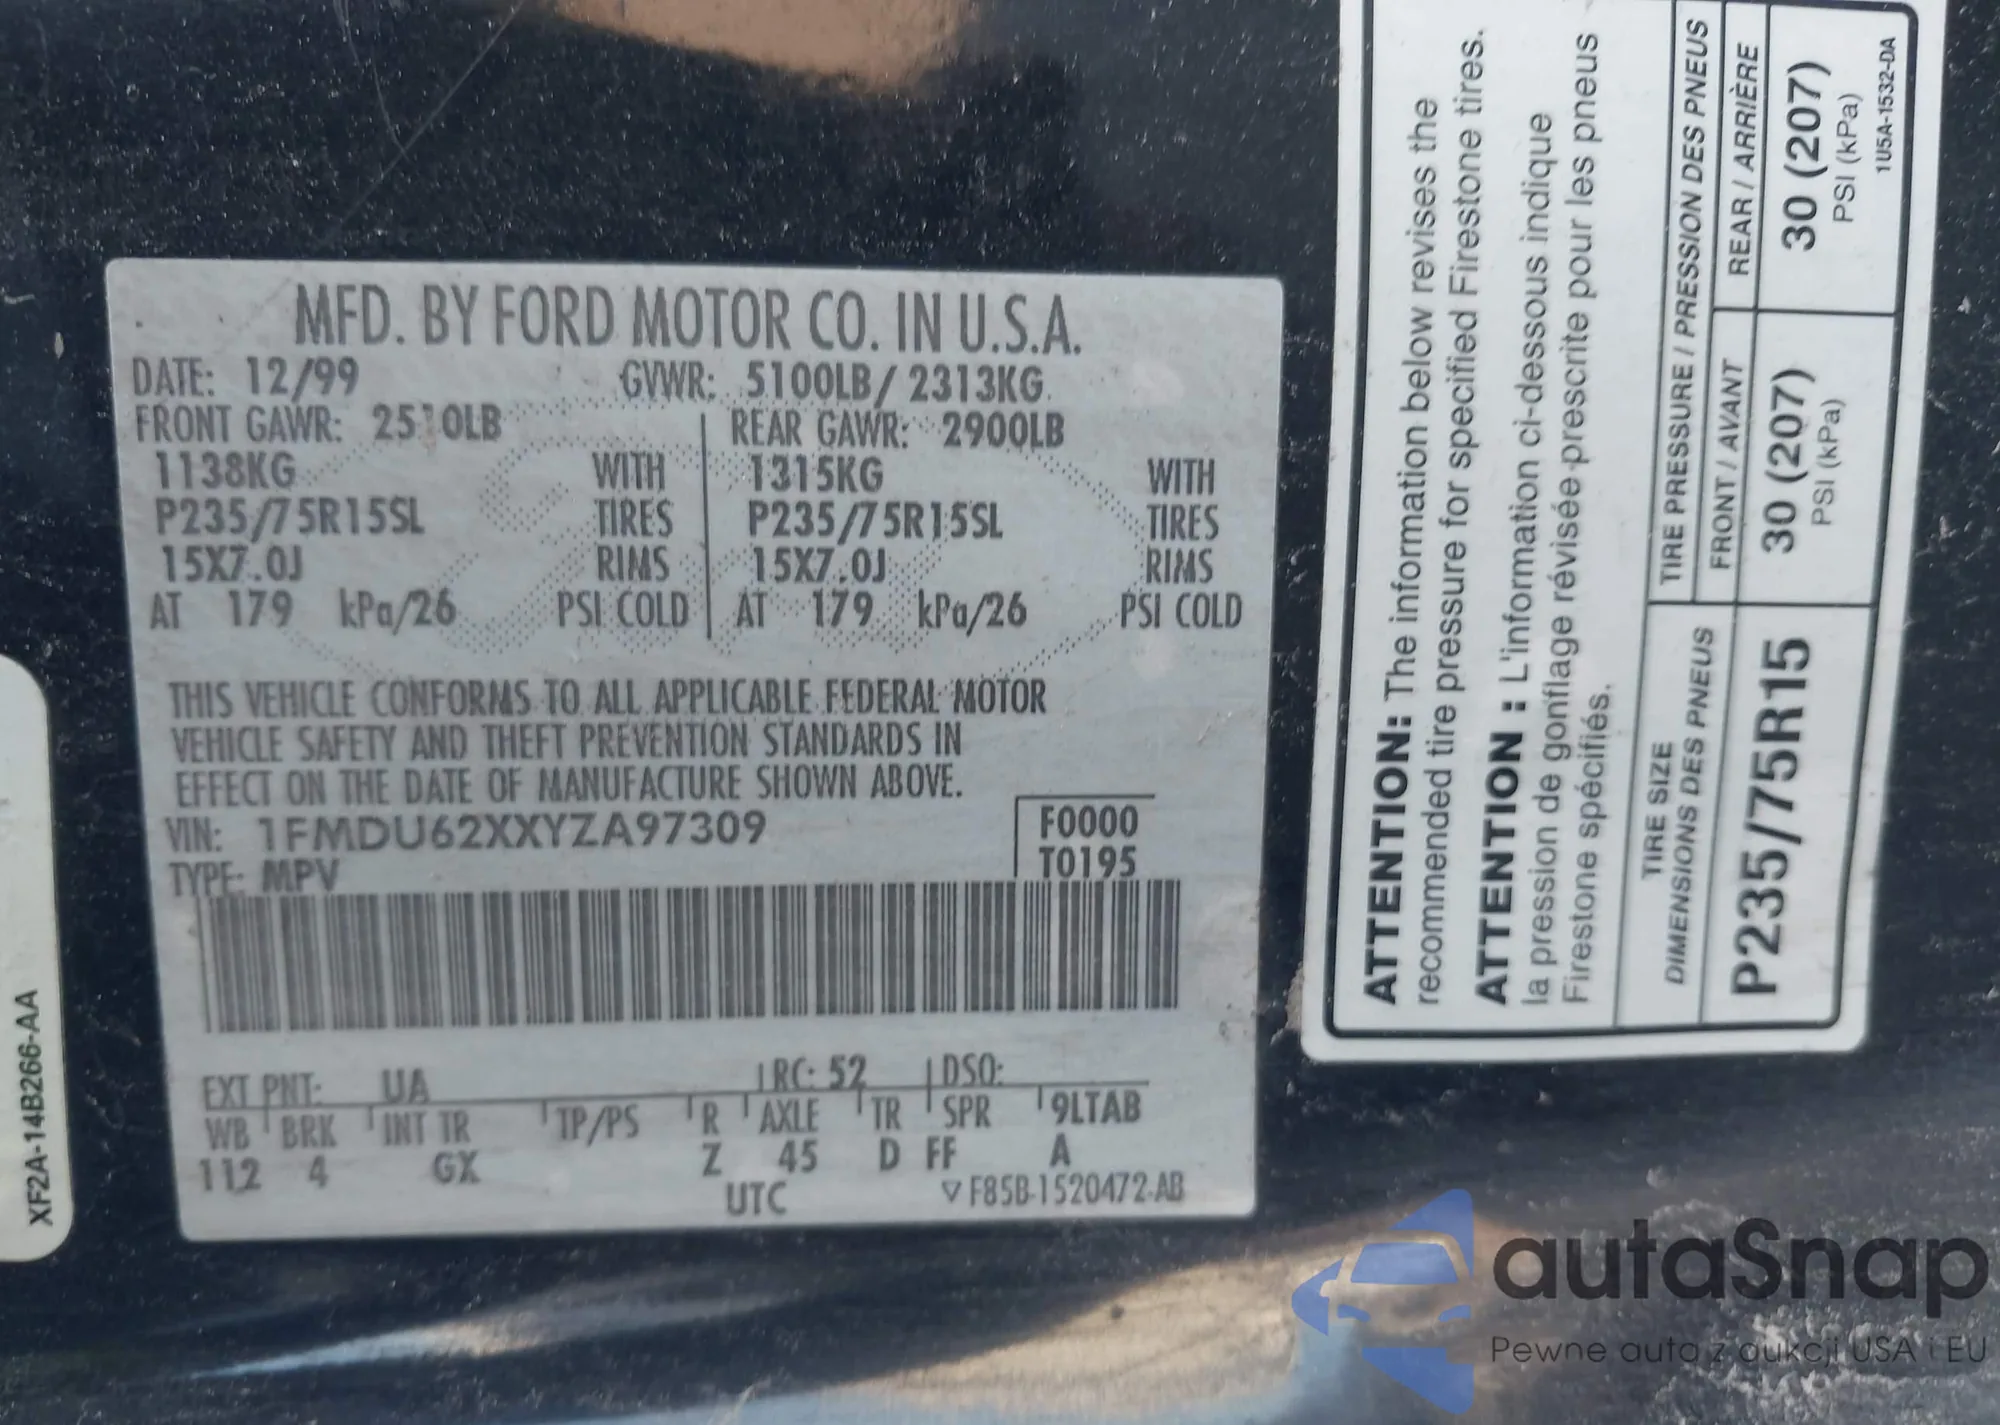 MFD. BY FORD MOTOR CO. IN U.S.A.
DATE: 12/99 GVWR: 5100LB/ 2313KG
FRONT GAWR: 2510LB REAR GAWR: 2900LB
1138KG WITH 1315KG WITH
P235/75R15SL TIRES P235/75R15SL TIRES
15X7.0J RIMS 15X7.0J RIMS
AT 179 kPa/26 PSI COLD AT 179 kPa/26 PSI COLD
THIS VEHICLE CONFORMS TO ALL APPLICABLE FEDERAL MOTOR
VEHICLE SAFETY AND THEFT PREVENTION STANDARDS IN
EFFECT ON THE DATE OF MANUFACTURE SHOWN ABOVE.
VIN: 1FMDU62XXYZA97309 F0000
TYPE: MPV T0195
EXT PNT: UA RC: 52 DSO:
WB BRK INT TR TP/PS R AXLE TR SPR 9LTAB
112 4 GX Z 45 D FF A
UTC F85B-1520472-AB
XF2A-14B266-AA
ATTENTION: The information below revises the
recommended tire pressure for specified Firestone tires.
ATTENTION : L'information ci-dessous indique
la pression de gonflage révisée prescrite pour les pneus
Firestone spécifiés.
TIRE SIZE
DIMENSIONS DES PNEUS
TIRE PRESSURE / PRESSION DES PNEUS
FRONT / AVANT REAR / ARRIÈRE
P235/75R15 30 (207) 30 (207)
PSI (kPa) PSI (kPa)
1U5A-1532-DA
autaSnap
Pewne auta z aukcji USA i EU